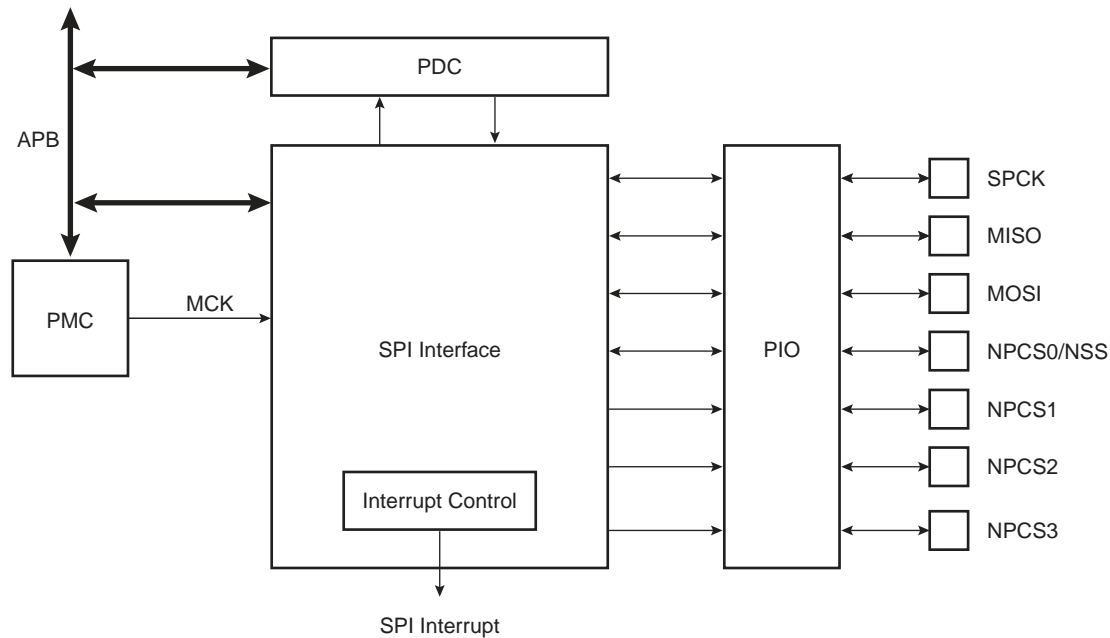 PDC
APB
SPCK
MISO
MCK
MOSI
PMC
SPI Interface
PIO
NPCS0/NSS
NPCS1
NPCS2
Interrupt Control
NPCS3
SPI Interrupt